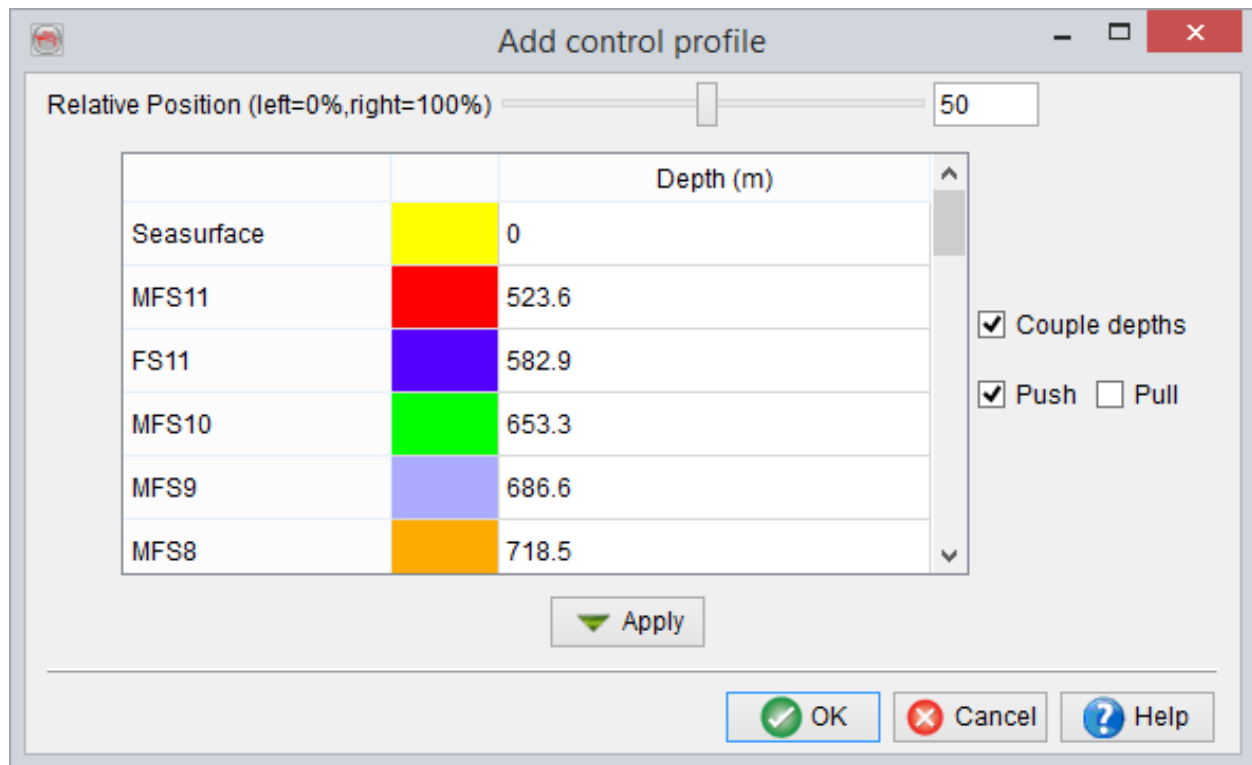 Add control profile
Relative Position (left=0%,right=100%) 50
Depth (m)
Seasurface 0
MFS11 523.6
FS11 582.9
MFS10 653.3
MFS9 686.6
MFS8 718.5
Couple depths
Push Pull
Apply
OK Cancel Help